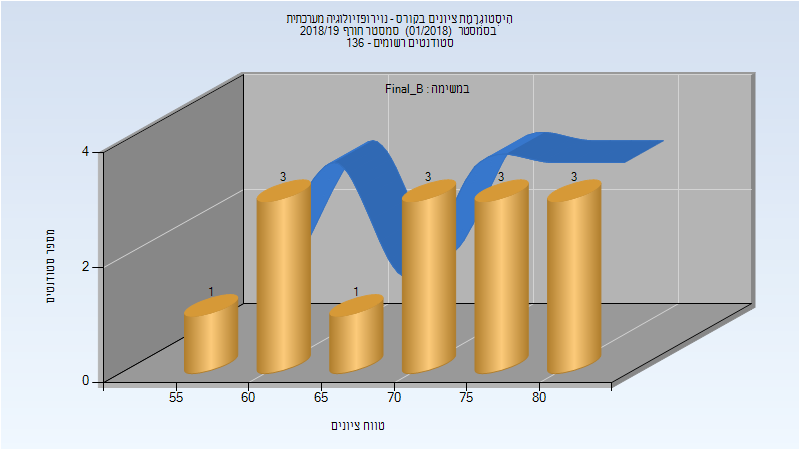 היסטוגרמת ציונים בקורס - נוירופזיולוגיה מערכתית
בסמסטר (01/2018) סמסטר חורף 2018/19
סטודנטים רשומים - 136
במשימה : Final_B
4
2
0
מספר סטודנטים
1
3
1
3
3
3
55
60
65
70
75
80
טווח ציונים